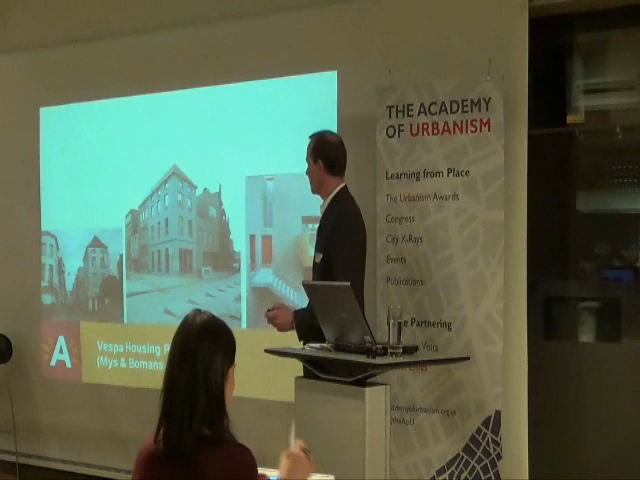 THE ACADEMY
OF URBANISM
Learning from Place
The Urbanism Awards
Congress
City X-Rays
Events
Publications
Partnering
Visits
A
Vespa Housing
(Mys & Bomans